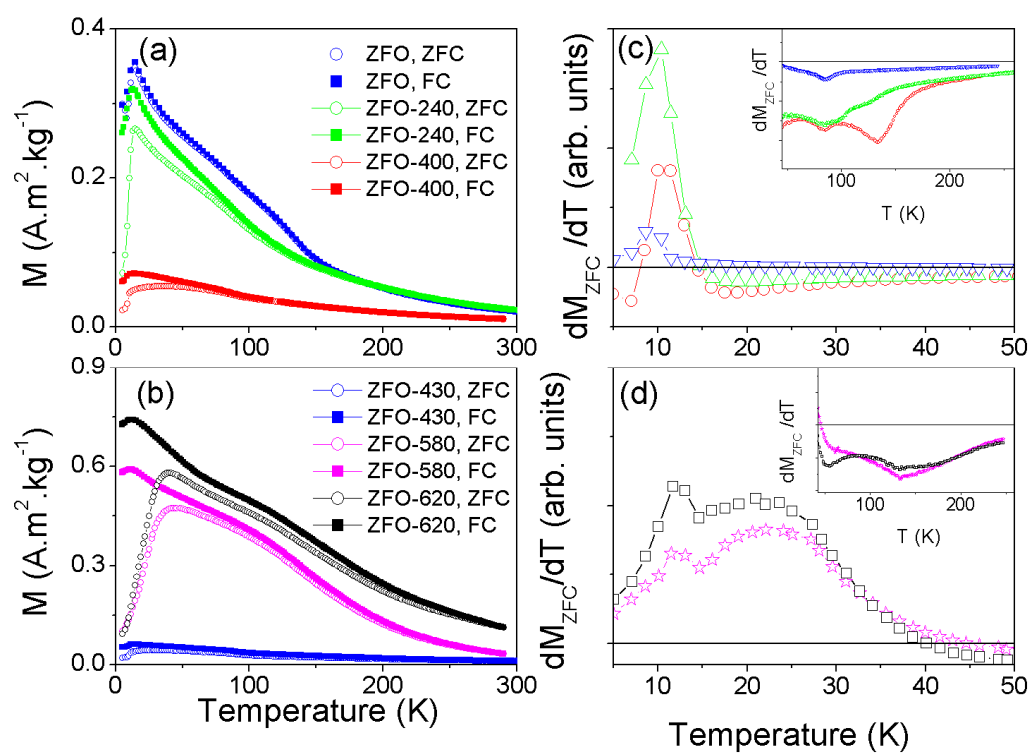 (a)
ZFO, ZFC
ZFO, FC
ZFO-240, ZFC
ZFO-240, FC
ZFO-400, ZFC
ZFO-400, FC
M (A.m².kg⁻¹)
0.4
0.2
0.0
0
100
200
300
(c)
dM_ZFC/dT (arb. units)
10
20
30
40
50
dM_ZFC/dT
100
200
T (K)
(b)
ZFO-430, ZFC
ZFO-430, FC
ZFO-580, ZFC
ZFO-580, FC
ZFO-620, ZFC
ZFO-620, FC
M (A.m².kg⁻¹)
0.9
0.6
0.3
0.0
0
100
200
300
Temperature (K)
(d)
dM_ZFC/dT (arb. units)
5
10
15
20
25
30
35
40
45
50
Temperature (K)
dM_ZFC/dT
100
200
T (K)